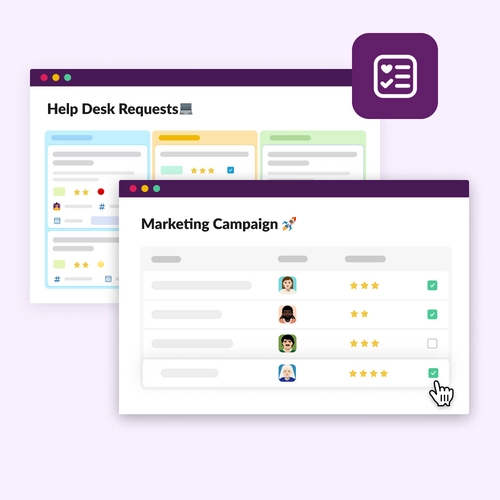 Help Desk Requests💻
Marketing Campaign 🚀